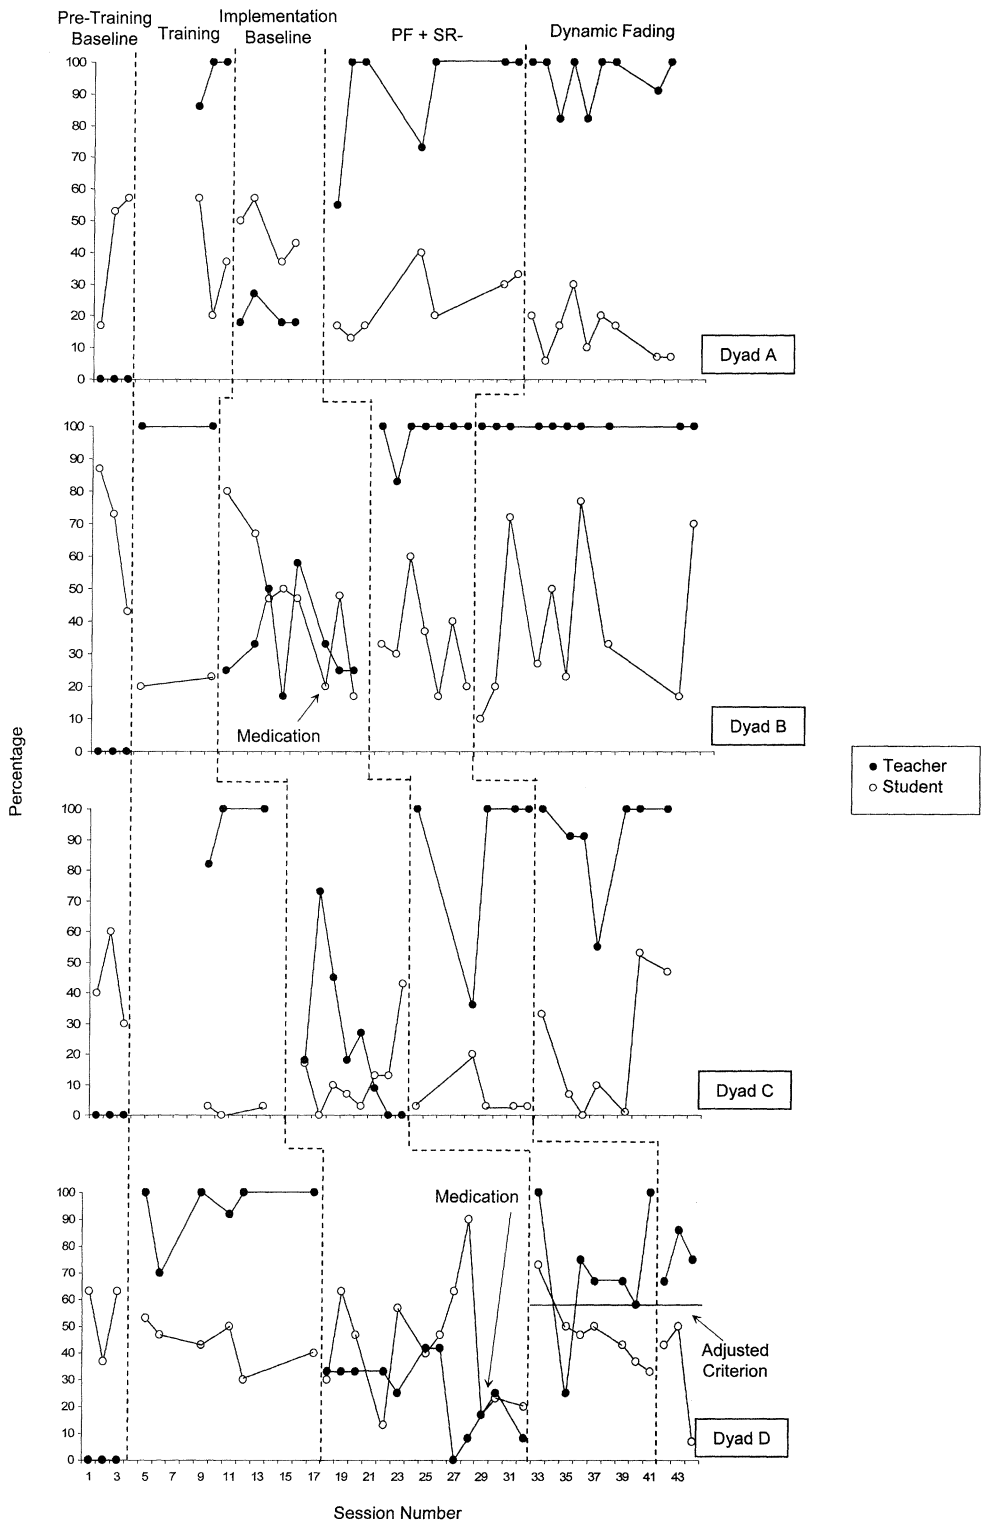 Pre-Training
Baseline
Training
Implementation
Baseline
PF + SR-
Dynamic Fading
100
90
80
70
60
50
40
30
20
10
0
Dyad A
100
90
80
70
60
50
40
30
20
10
0
Medication
Dyad B
Percentage
Teacher
Student
100
90
80
70
60
50
40
30
20
10
0
Dyad C
100
90
80
70
60
50
40
30
20
10
0
Medication
Adjusted
Criterion
Dyad D
1 3 5 7 9 11 13 15 17 19 21 23 25 27 29 31 33 35 37 39 41 43
Session Number